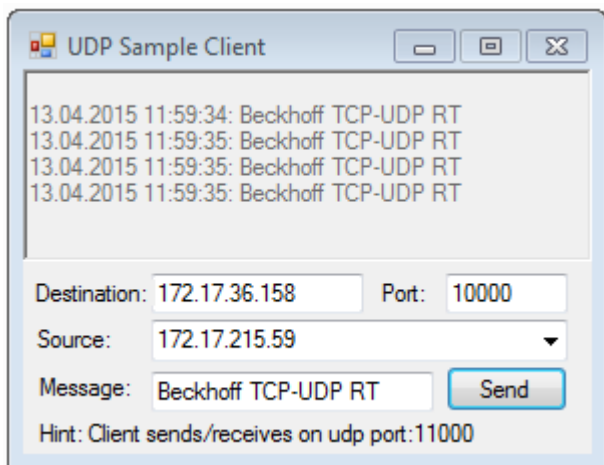 UDP Sample Client
13.04.2015 11:59:34: Beckhoff TCP-UDP RT
13.04.2015 11:59:35: Beckhoff TCP-UDP RT
13.04.2015 11:59:35: Beckhoff TCP-UDP RT
13.04.2015 11:59:35: Beckhoff TCP-UDP RT
Destination: 172.17.36.158 Port: 10000
Source: 172.17.215.59
Message: Beckhoff TCP-UDP RT Send
Hint: Client sends/receives on udp port:11000